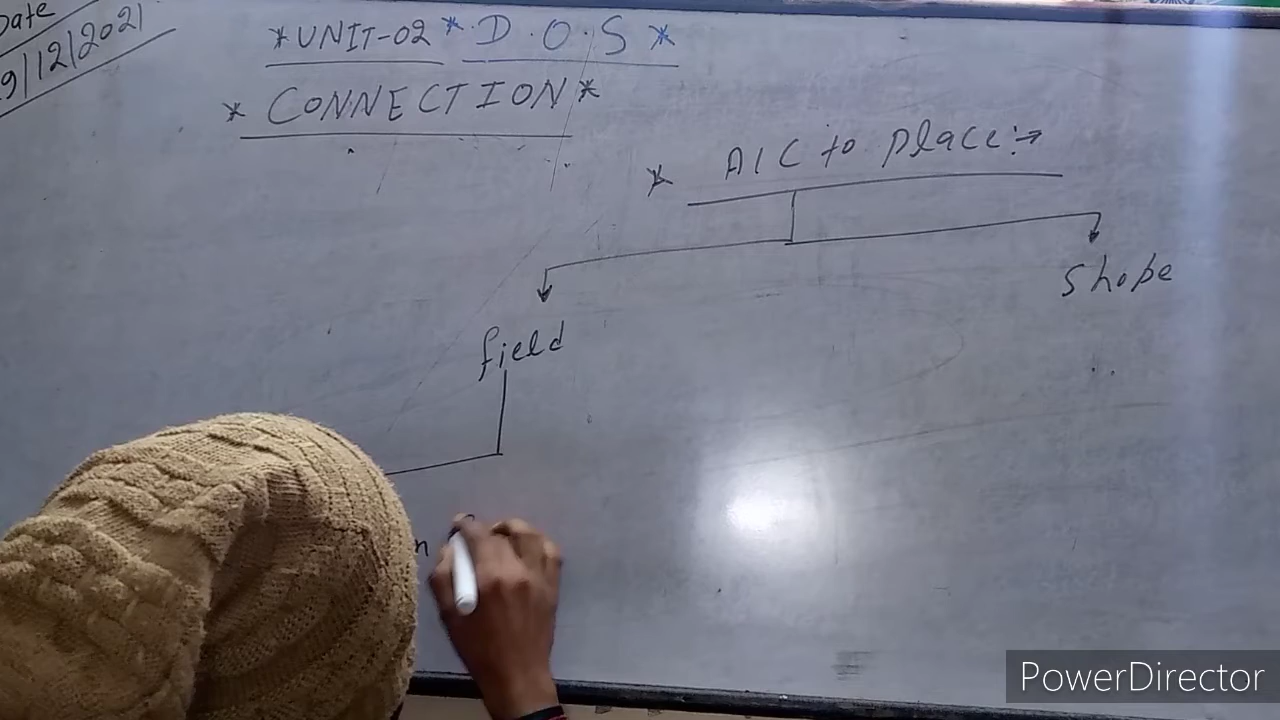 Date
9/12/2021
*UNIT-02 * D.O.S *
* CONNECTION *
* A/C to place:→
Shope
field
n
PowerDirector